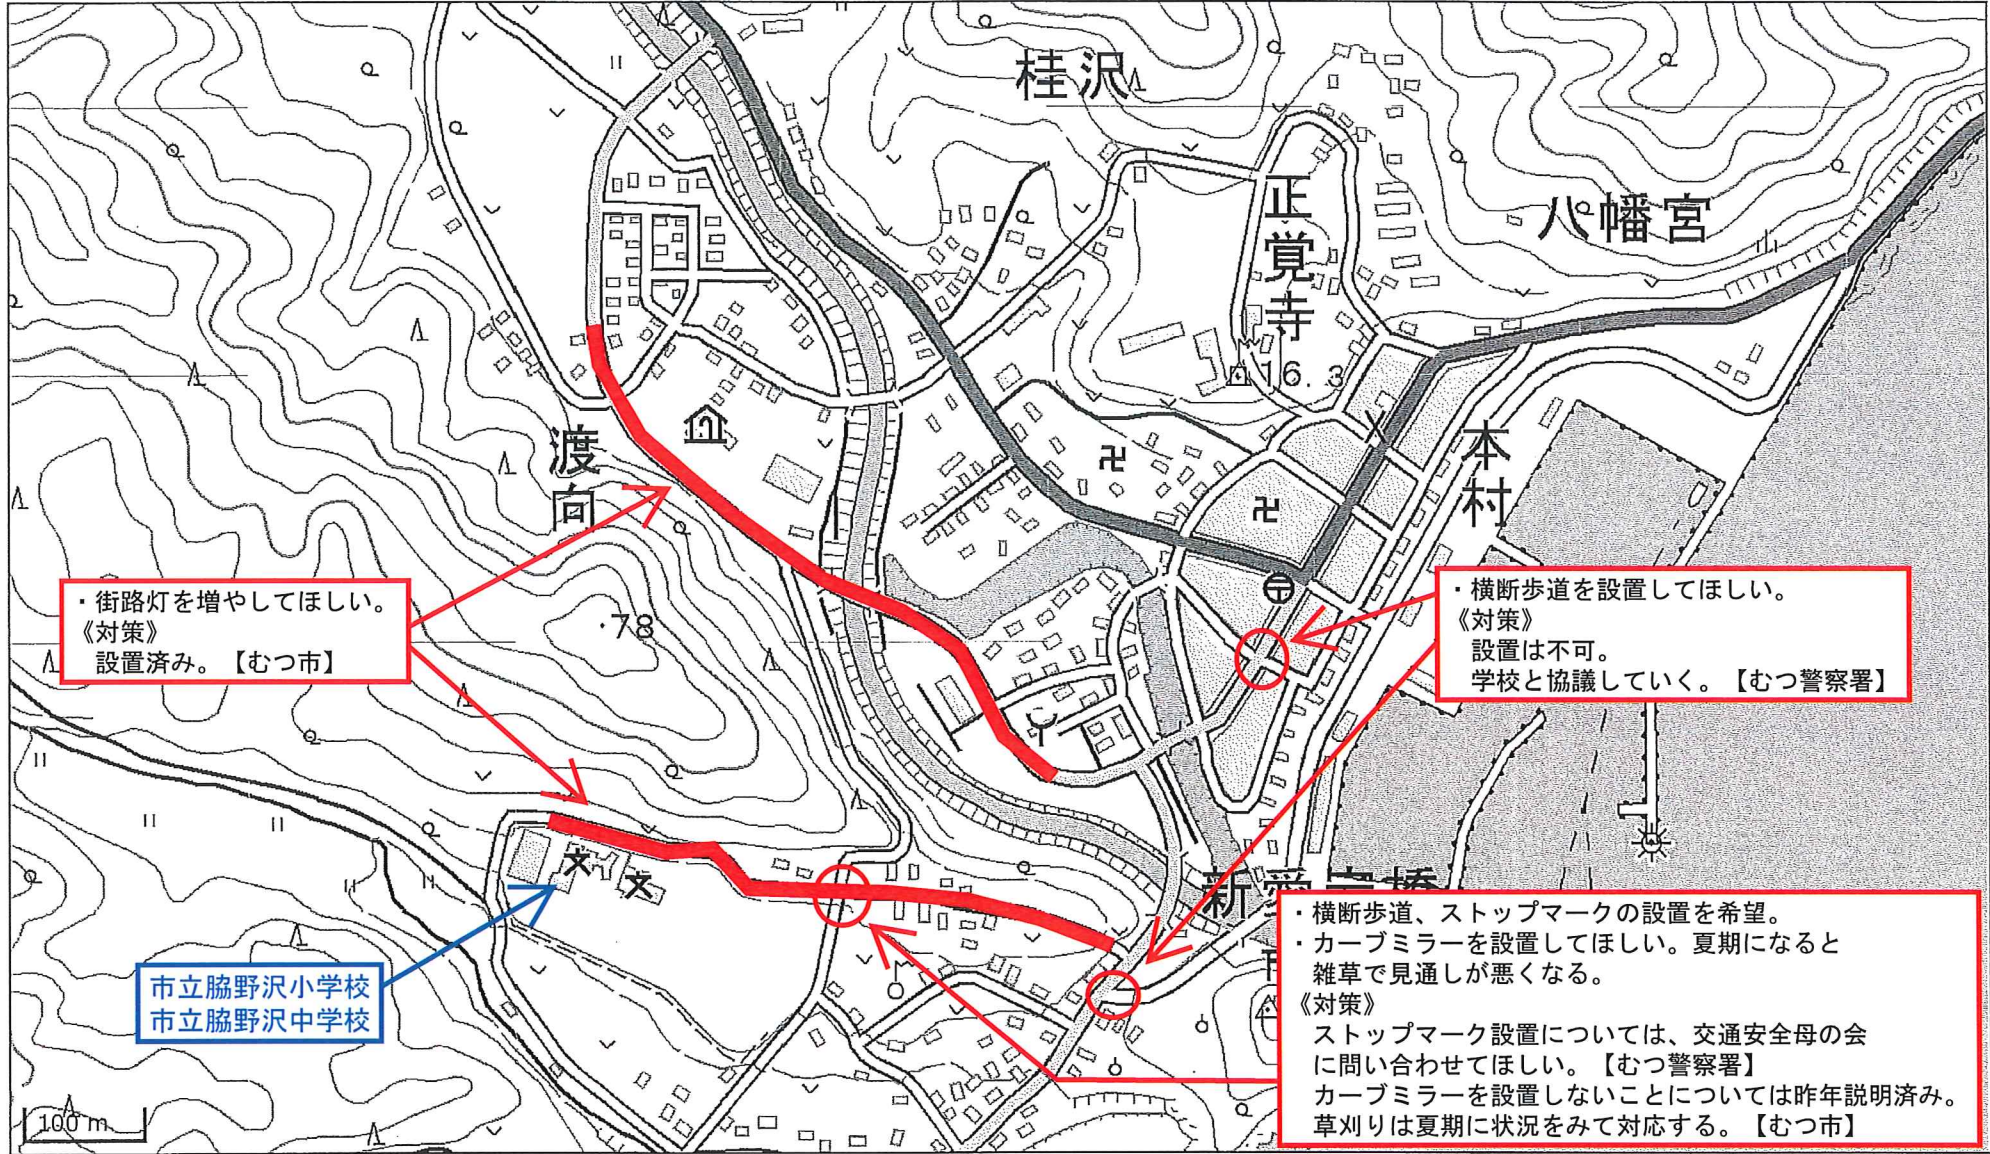 桂沢
正覚寺
八幡宮
16.3
本村
渡向
・街路灯を増やしてほしい。
《対策》
設置済み。【むつ市】
・78
・横断歩道を設置してほしい。
《対策》
設置は不可。
学校と協議していく。【むつ警察署】
市立脇野沢小学校
市立脇野沢中学校
・横断歩道、ストップマークの設置を希望。
・カーブミラーを設置してほしい。夏期になると
雑草で見通しが悪くなる。
《対策》
ストップマーク設置については、交通安全母の会
に問い合わせてほしい。【むつ警察署】
カーブミラーを設置しないことについては昨年説明済み。
草刈りは夏期に状況をみて対応する。【むつ市】
100 m